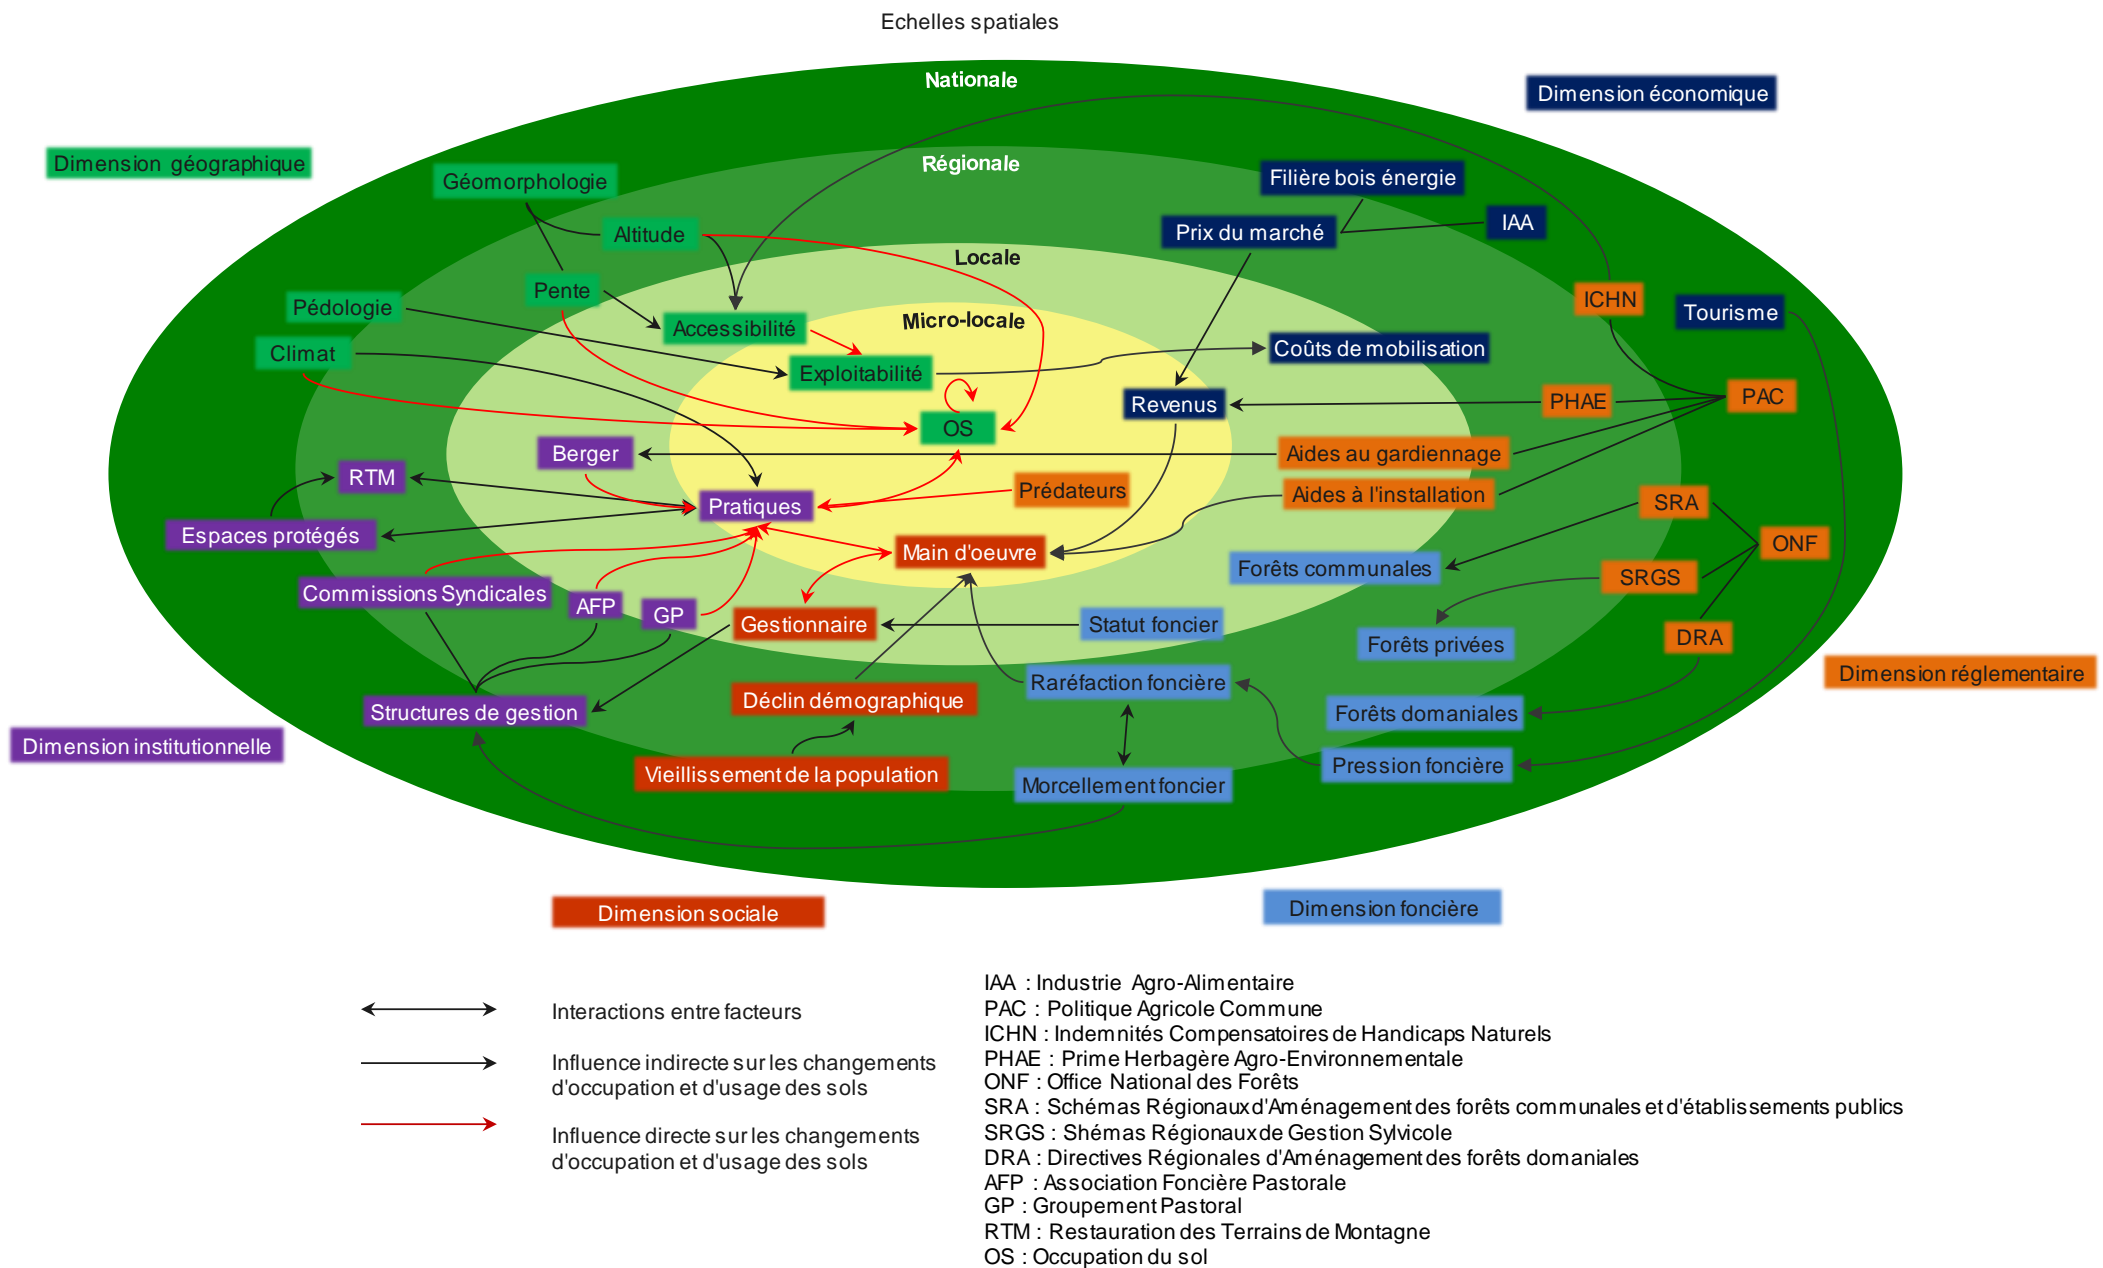 Echelles spatiales
Nationale
Dimension économique
Dimension géographique
Régionale
Géomorphologie
Filière bois énergie
Altitude
Prix du marché
IAA
Locale
Pente
Pédologie
ICHN
Tourisme
Accessibilité
Micro-locale
Climat
Exploitabilité
Coûts de mobilisation
Revenus
PHAE
PAC
OS
Berger
Aides au gardiennage
RTM
Pratiques
Prédateurs
Aides à l'installation
SRA
Espaces protégés
Main d'oeuvre
ONF
Commissions Syndicales
AFP
GP
Forêts communales
SRGS
Gestionnaire
Statut foncier
Forêts privées
DRA
Dimension réglementaire
Raréfaction foncière
Déclin démographique
Structures de gestion
Forêts domaniales
Dimension institutionnelle
Vieillissement de la population
Morcellement foncier
Pression foncière
Dimension sociale
Dimension foncière
Interactions entre facteurs
Influence indirecte sur les changements
d'occupation et d'usage des sols
Influence directe sur les changements
d'occupation et d'usage des sols
IAA : Industrie Agro-Alimentaire
PAC : Politique Agricole Commune
ICHN : Indemnités Compensatoires de Handicaps Naturels
PHAE : Prime Herbagère Agro-Environnementale
ONF : Office National des Forêts
SRA : Schémas Régionaux d'Aménagement des forêts communales et d'établissements publics
SRGS : Shémas Régionaux de Gestion Sylvicole
DRA : Directives Régionales d'Aménagement des forêts domaniales
AFP : Association Foncière Pastorale
GP : Groupement Pastoral
RTM : Restauration des Terrains de Montagne
OS : Occupation du sol